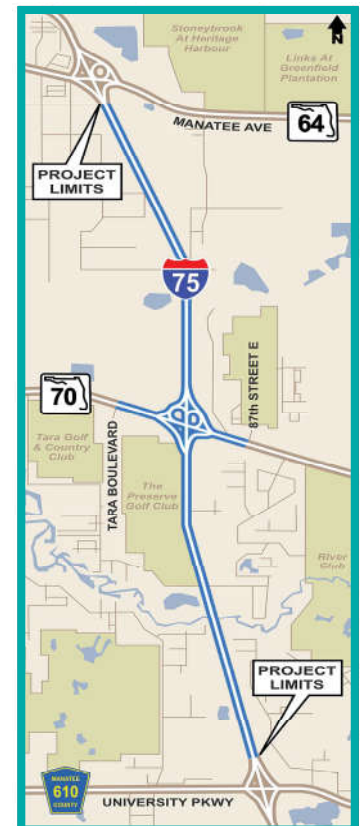 Stoneybrook
At Heritage
Harbour
N
Links At
Greenfield
Plantation
MANATEE AVE
64
PROJECT
LIMITS
75
70
87th STREET E
Tara Golf
& Country
Club
TARA BOULEVARD
The
Preserve
Golf Club
River
Club
PROJECT
LIMITS
MANATEE
610
COUNTY
UNIVERSITY PKWY